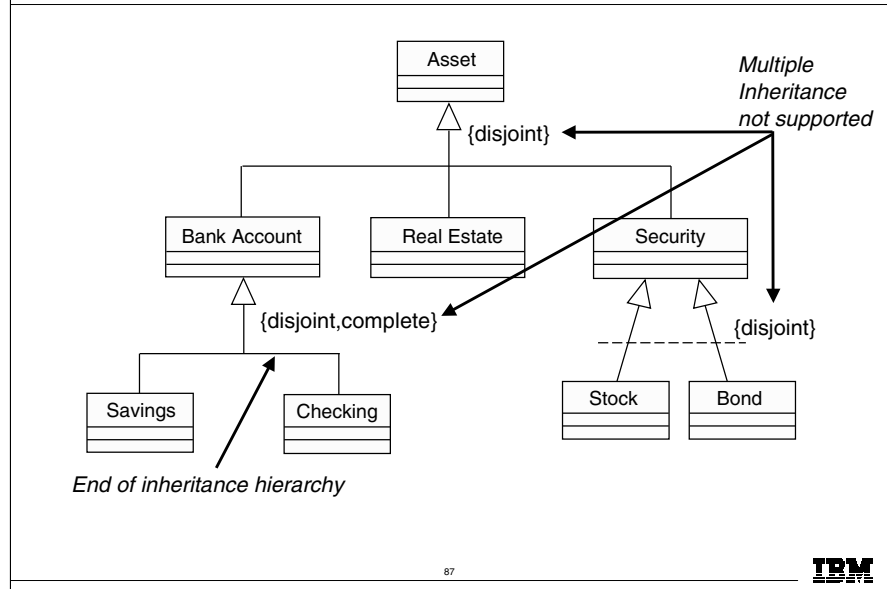 Asset
Multiple
Inheritance
not supported
{disjoint}
Bank Account
Real Estate
Security
{disjoint,complete}
{disjoint}
Savings
Checking
Stock
Bond
End of inheritance hierarchy
87
IBM